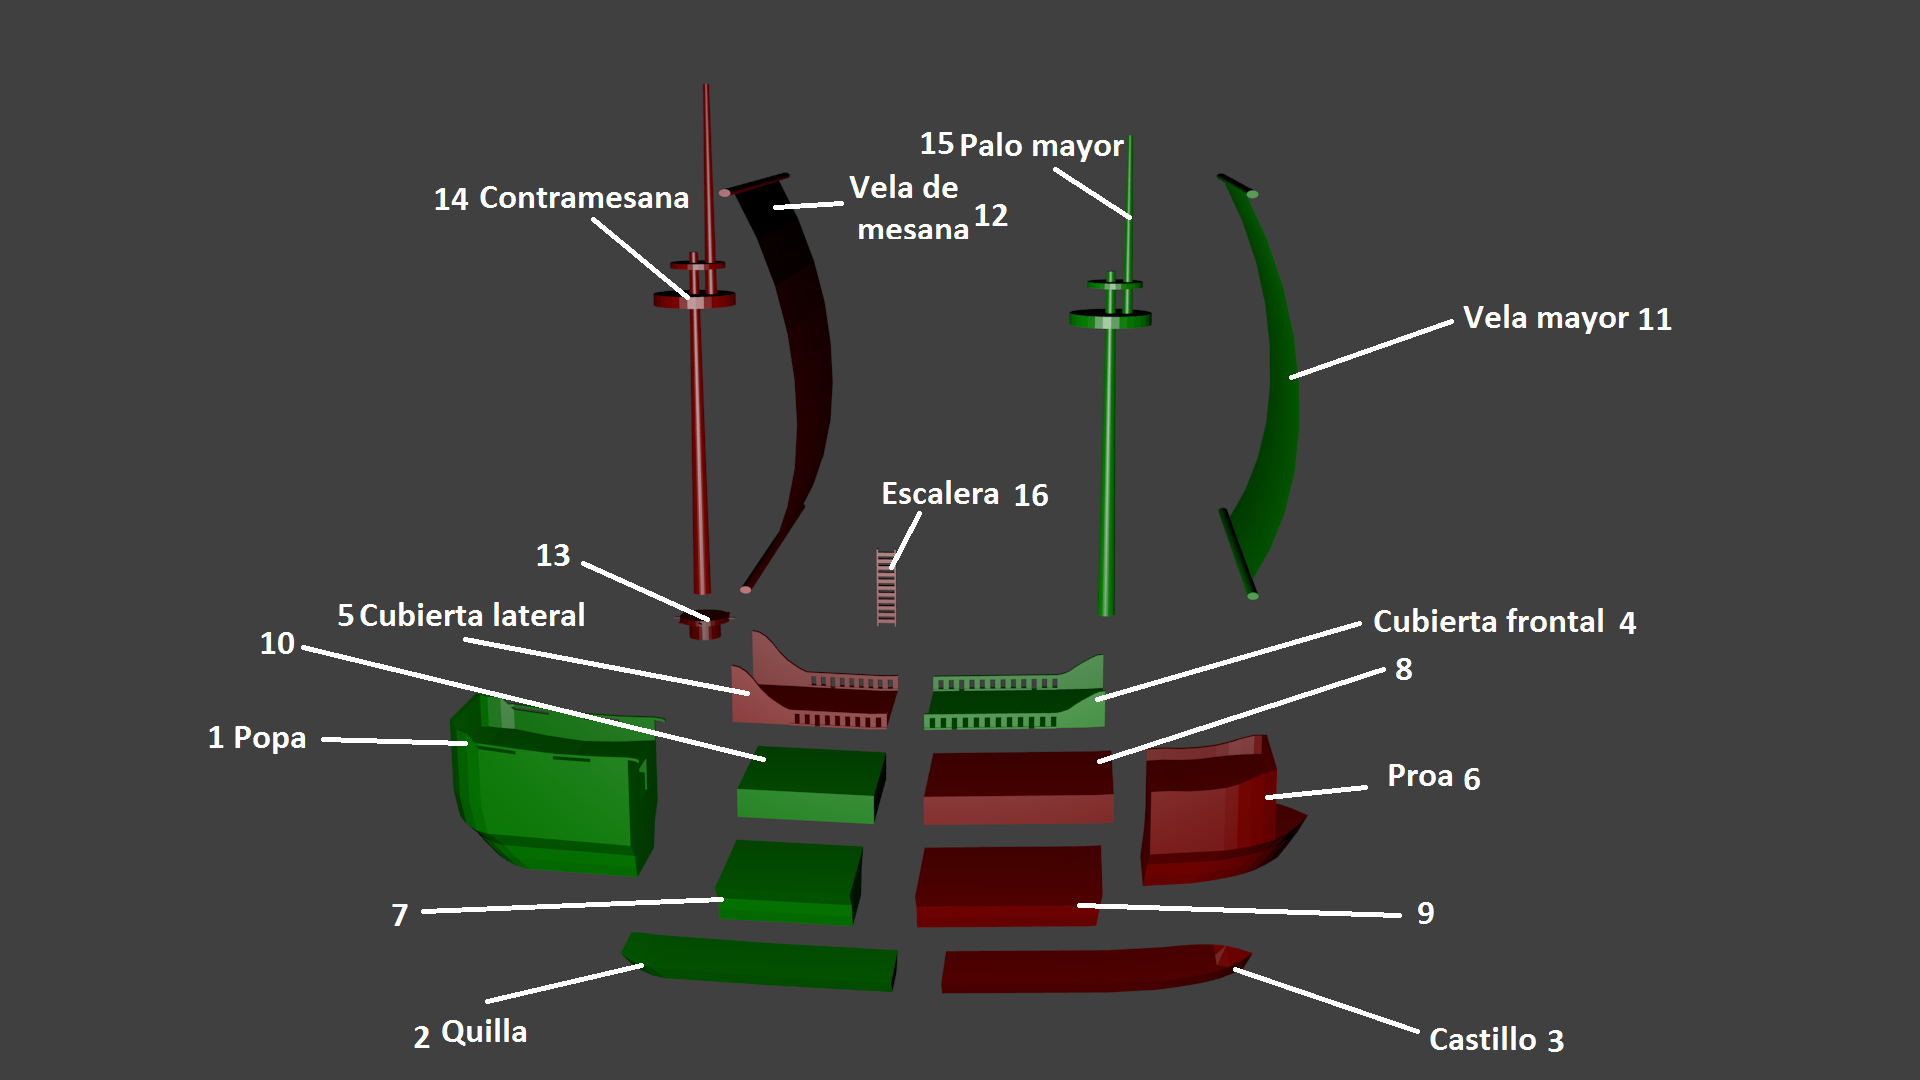 15 Palo mayor
14 Contramesana
Vela de
mesana 12
Vela mayor 11
Escalera 16
13
5 Cubierta lateral
Cubierta frontal 4
10
8
1 Popa
Proa 6
7
9
2 Quilla
Castillo 3